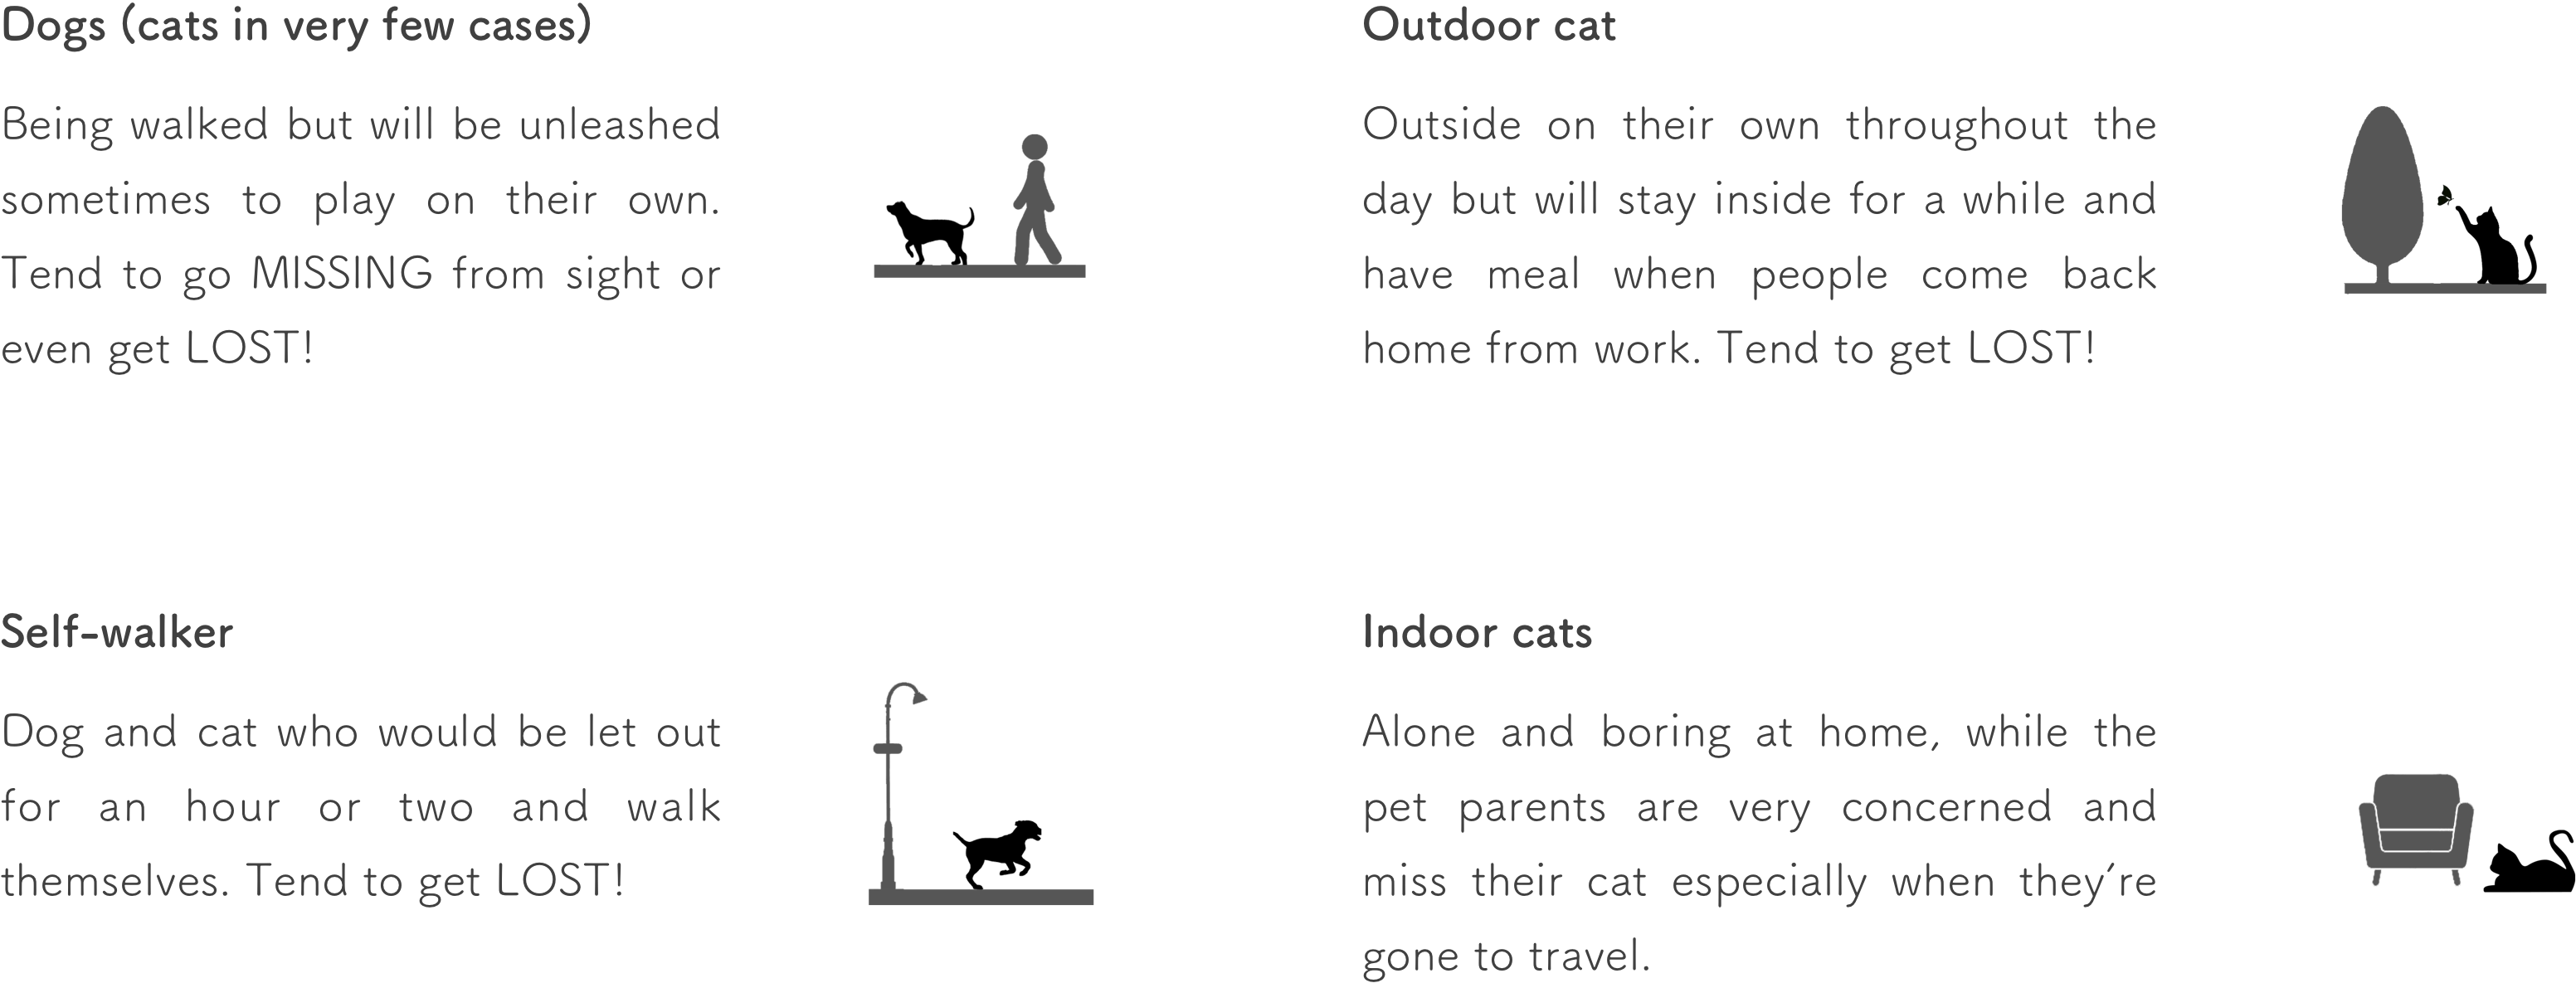 Dogs (cats in very few cases)
Being walked but will be unleashed
sometimes to play on their own.
Tend to go MISSING from sight or
even get LOST!
Outdoor cat
Outside on their own throughout the
day but will stay inside for a while and
have meal when people come back
home from work. Tend to get LOST!
Self-walker
Dog and cat who would be let out
for an hour or two and walk
themselves. Tend to get LOST!
Indoor cats
Alone and boring at home, while the
pet parents are very concerned and
miss their cat especially when they’re
gone to travel.